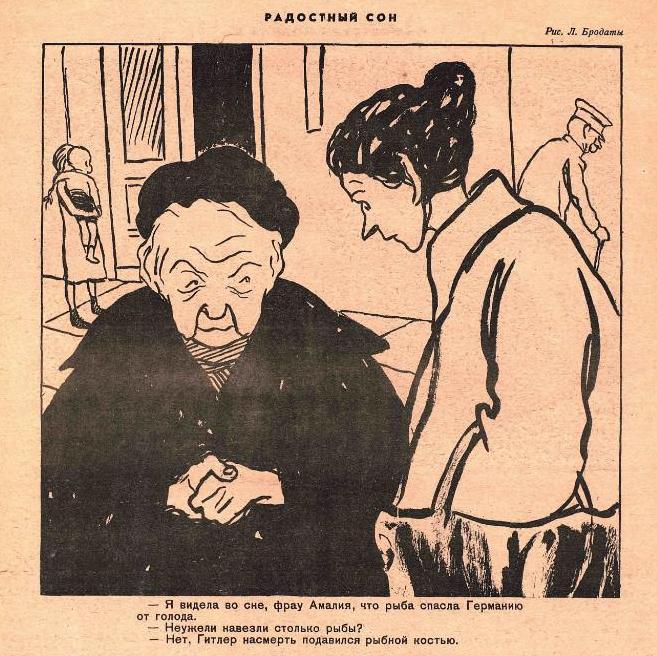 РАДОСТНЫЙ СОН
Рис. Л. Бродаты
— Я видела во сне, фрау Амалия, что рыба спасла Германию
от голода.
— Неужели навезли столько рыбы?
— Нет, Гитлер насмерть подавился рыбной костью.